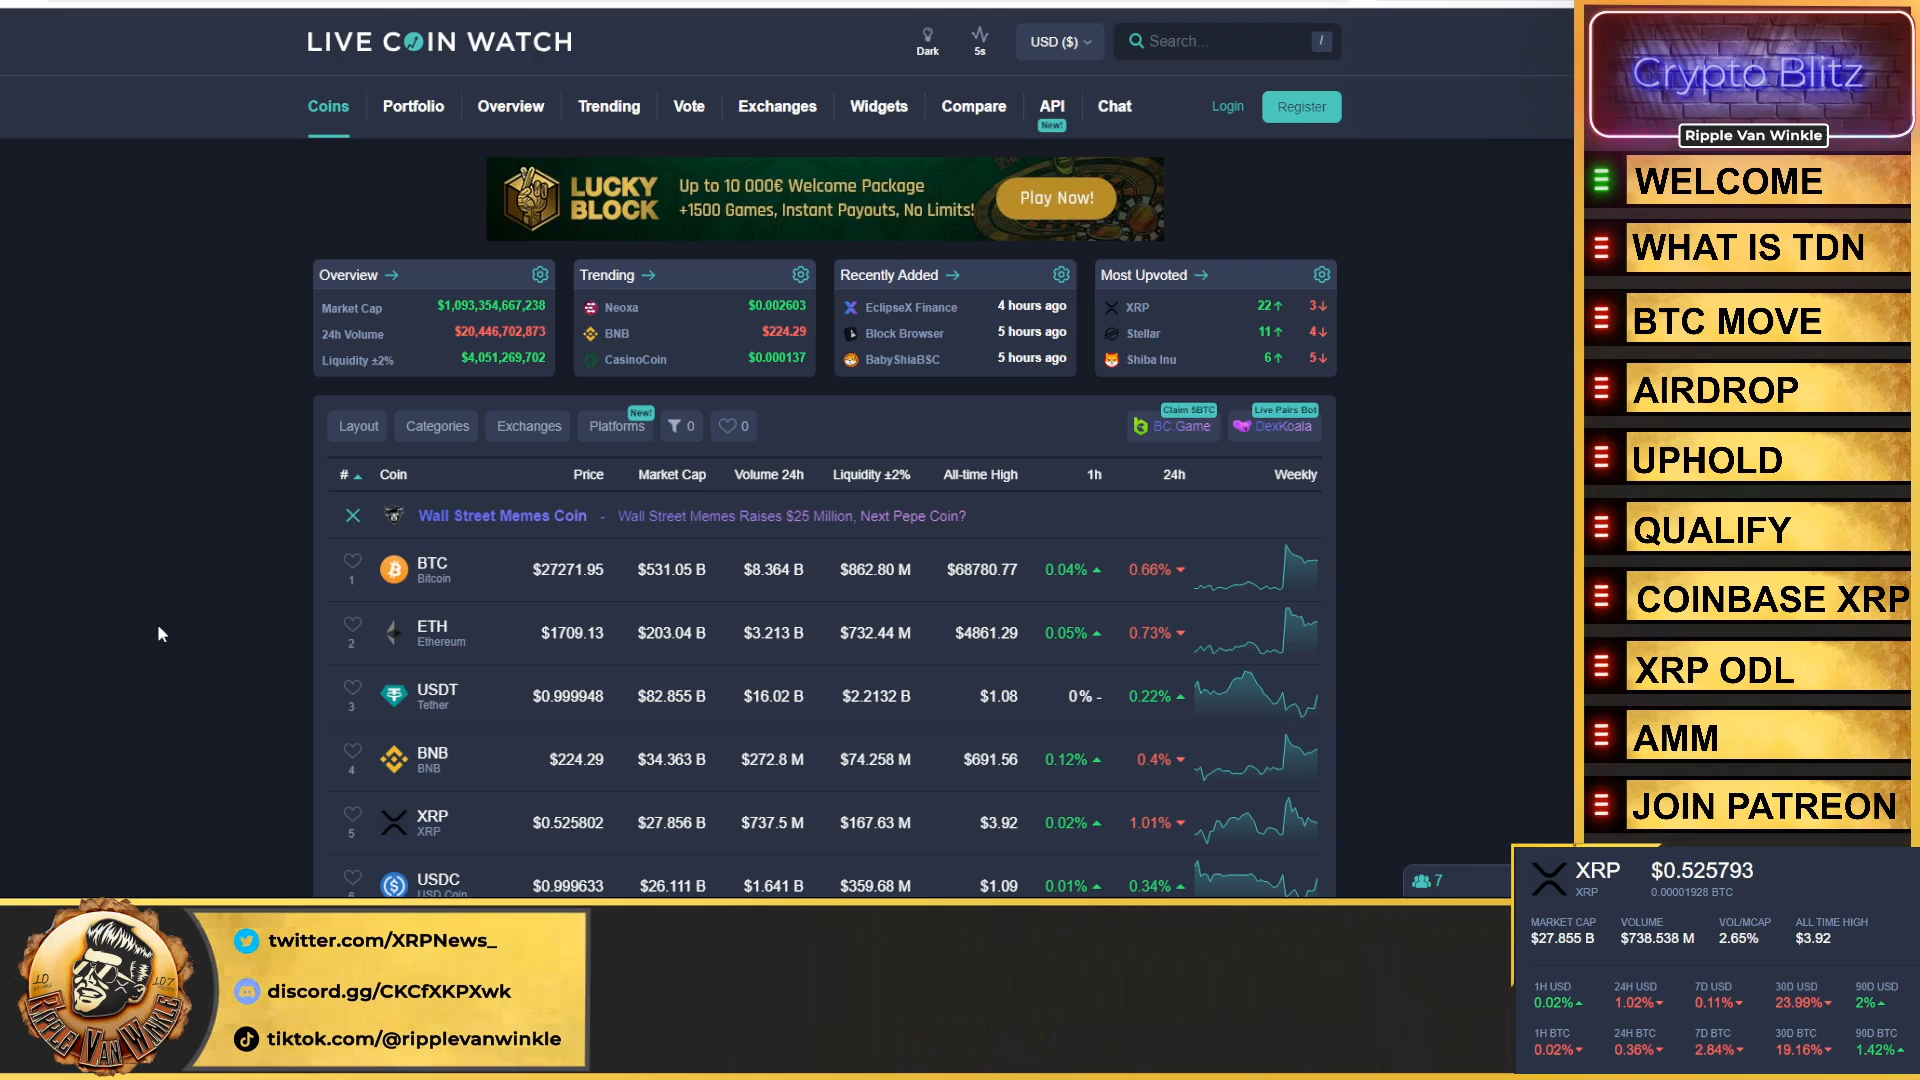 LIVE COIN WATCH
Dark
5s
USD ($)
Search...
/
Coins
Portfolio
Overview
Trending
Vote
Exchanges
Widgets
Compare
API
New!
Chat
Login
Register
LUCKY BLOCK
Up to 10 000€ Welcome Package
+1500 Games, Instant Payouts, No Limits!
Play Now!
Overview
Market Cap $1,093,354,667,238
24h Volume $20,446,702,873
Liquidity ±2% $4,051,269,702
Trending
Neoxa $0.002603
BNB $224.29
CasinoCoin $0.000137
Recently Added
EclipseX Finance 4 hours ago
Block Browser 5 hours ago
BabyShiaBSC 5 hours ago
Most Upvoted
XRP 22 3
Stellar 11 4
Shiba Inu 6 5
Layout
Categories
Exchanges
Platforms
New!
0
0
Claim 5BTC
BC.Game
Live Pairs Bot
DexKoala
# Coin Price Market Cap Volume 24h Liquidity ±2% All-time High 1h 24h Weekly
Wall Street Memes Coin - Wall Street Memes Raises $25 Million, Next Pepe Coin?
1 BTC Bitcoin $27271.95 $531.05 B $8.364 B $862.80 M $68780.77 0.04% 0.66%
2 ETH Ethereum $1709.13 $203.04 B $3.213 B $732.44 M $4861.29 0.05% 0.73%
3 USDT Tether $0.999948 $82.855 B $16.02 B $2.2132 B $1.08 0% - 0.22%
4 BNB BNB $224.29 $34.363 B $272.8 M $74.258 M $691.56 0.12% 0.4%
5 XRP XRP $0.525802 $27.856 B $737.5 M $167.63 M $3.92 0.02% 1.01%
USDC USD Coin $0.999633 $26.111 B $1.641 B $359.68 M $1.09 0.01% 0.34%
7
Crypto Blitz
Ripple Van Winkle
WELCOME
WHAT IS TDN
BTC MOVE
AIRDROP
UPHOLD
QUALIFY
COINBASE XRP
XRP ODL
AMM
JOIN PATREON
XRP $0.525793
XRP 0.00001928 BTC
MARKET CAP VOLUME VOL/MCAP ALL TIME HIGH
$27.855 B $738.538 M 2.65% $3.92
1H USD 24H USD 7D USD 30D USD 90D USD
0.02% 1.02% 0.11% 23.99% 2%
1H BTC 24H BTC 7D BTC 30D BTC 90D BTC
0.02% 0.36% 2.84% 19.16% 1.42%
RIPPLE VAN WINKLE
twitter.com/XRPNews_
discord.gg/CKCfXKPXwk
tiktok.com/@ripplevanwinkle